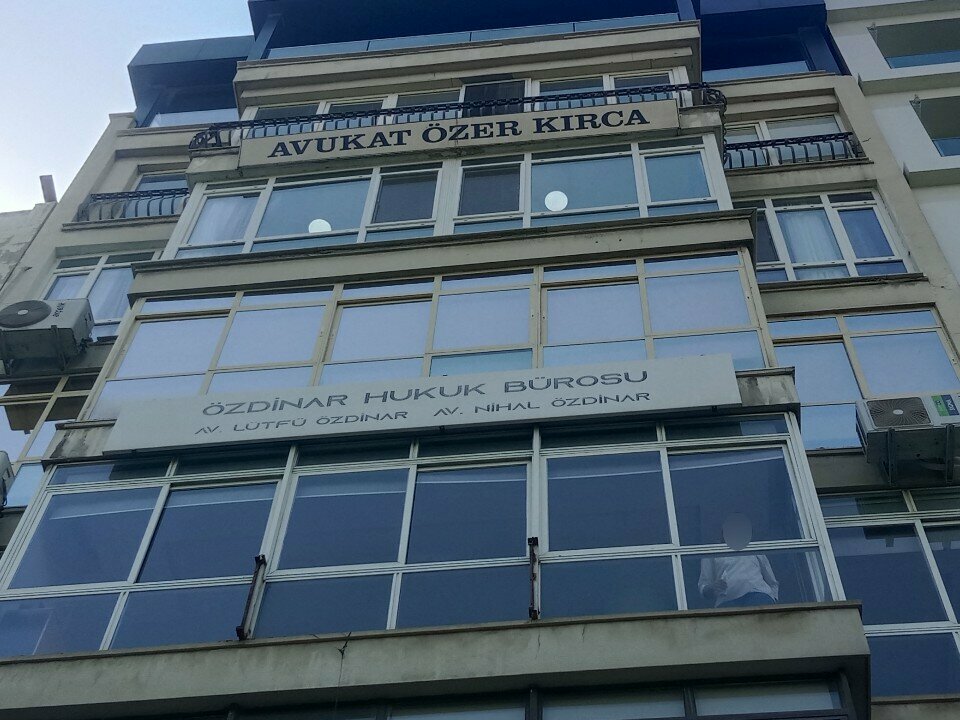 AVUKAT ÖZER KIRCA
ÖZDİNAR HUKUK BÜROSU
AV. LÜTFÜ ÖZDİNAR AV. NİHAL ÖZDİNAR